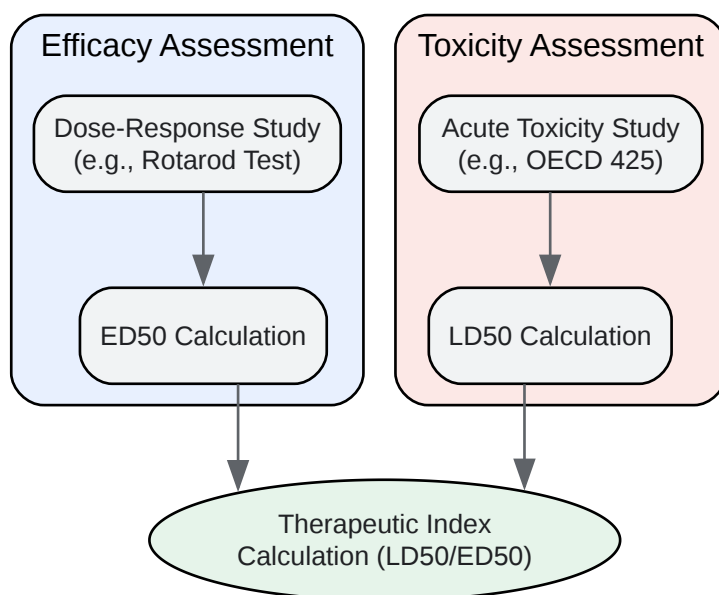 Efficacy Assessment
Dose-Response Study
(e.g., Rotarod Test)
ED50 Calculation
Toxicity Assessment
Acute Toxicity Study
(e.g., OECD 425)
LD50 Calculation
Therapeutic Index
Calculation (LD50/ED50)